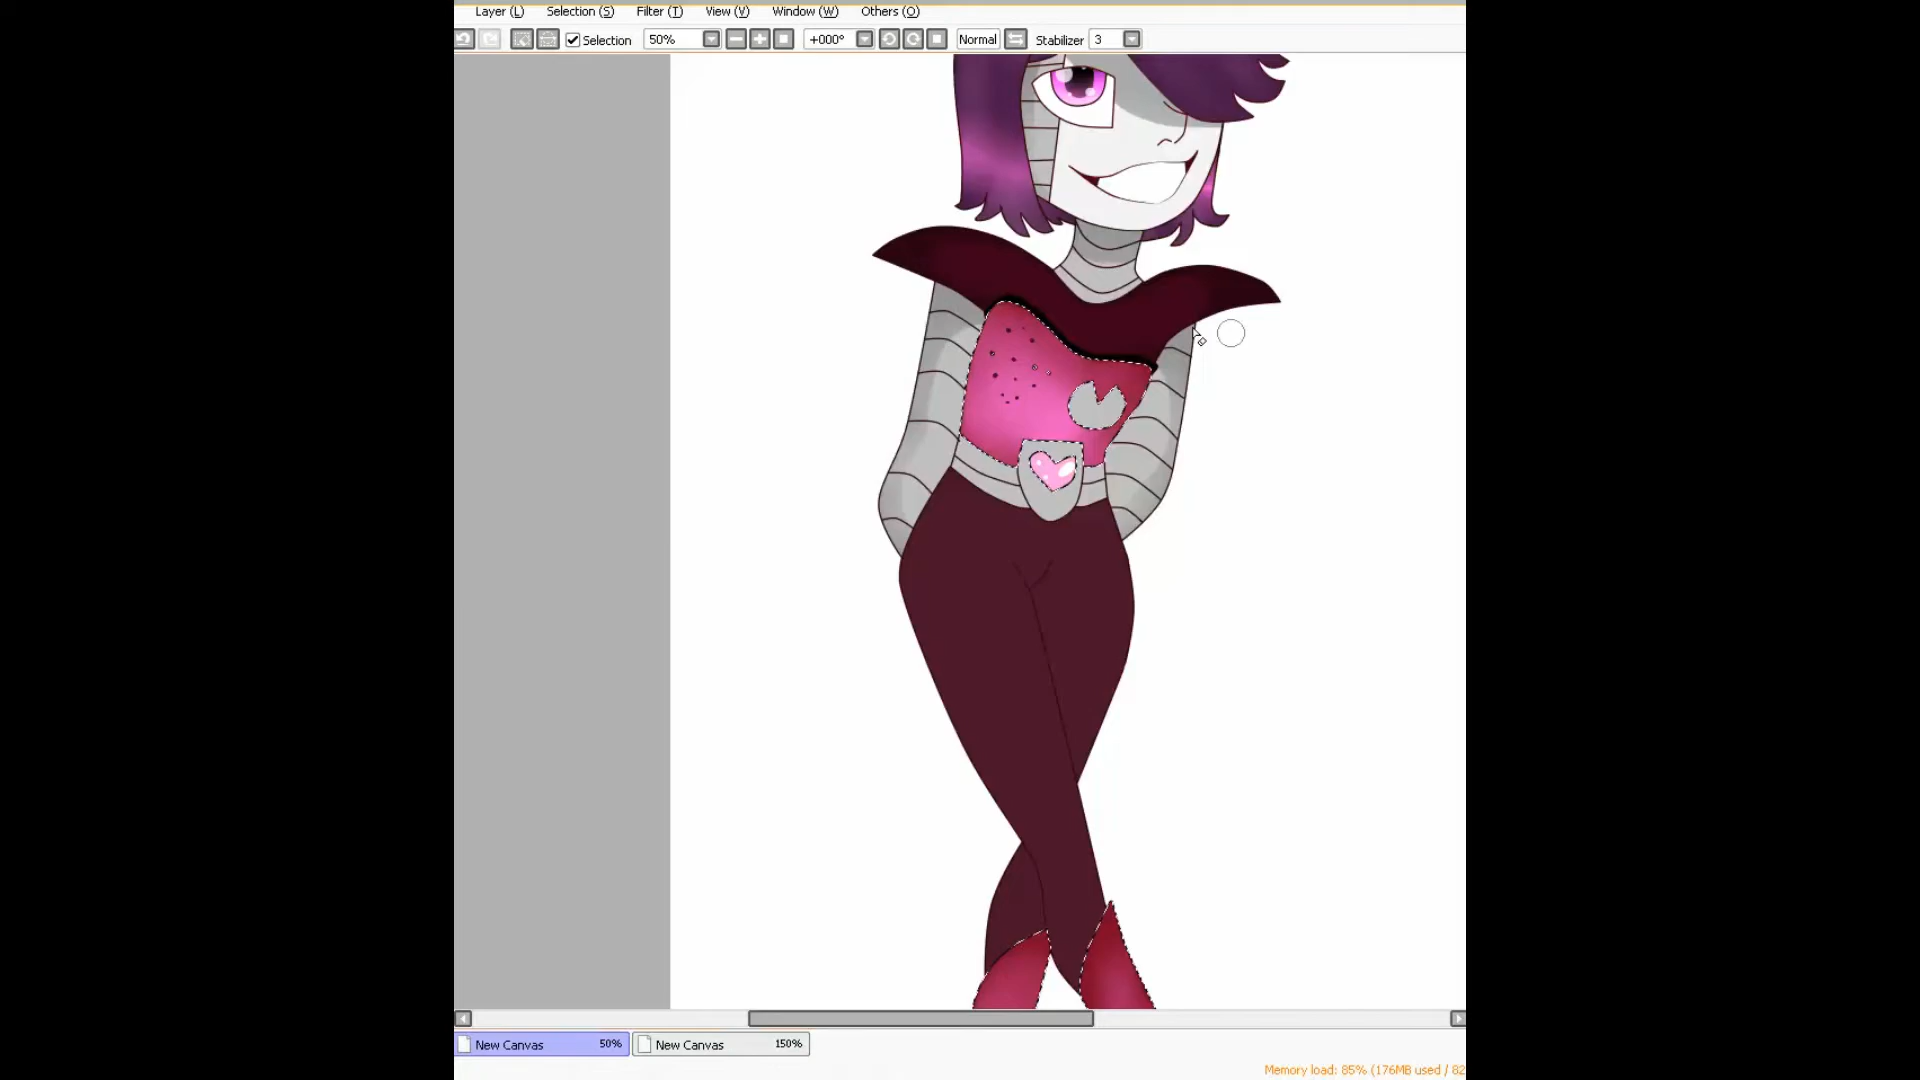 Layer (L) Selection (S) Filter (T) View (V) Window (W) Others (O)
Selection 50% +000° Normal Stabilizer 3
New Canvas 50% New Canvas 150%
Memory load: 85% (176MB used / 82